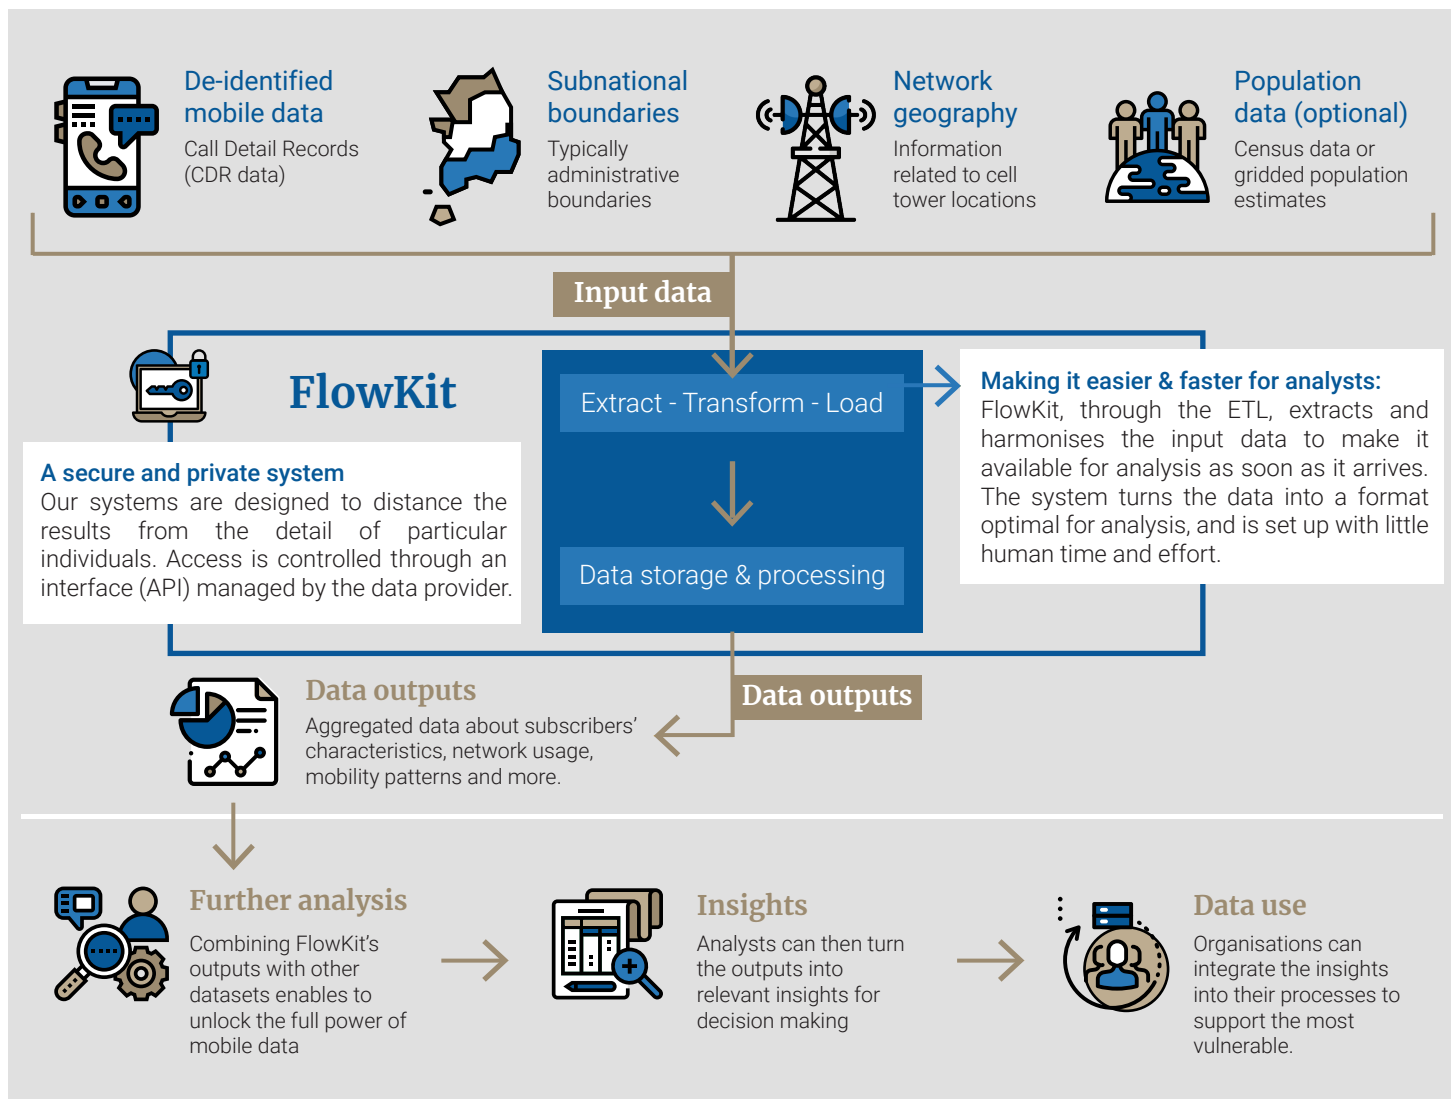 De-identified
mobile data
Call Detail Records
(CDR data)
Subnational
boundaries
Typically
administrative
boundaries
Network
geography
Information
related to cell
tower locations
Population
data (optional)
Census data or
gridded population
estimates
Input data
FlowKit
A secure and private system
Our systems are designed to distance the
results from the detail of particular
individuals. Access is controlled through an
interface (API) managed by the data provider.
Extract - Transform - Load
Data storage & processing
Making it easier & faster for analysts:
FlowKit, through the ETL, extracts and
harmonises the input data to make it
available for analysis as soon as it arrives.
The system turns the data into a format
optimal for analysis, and is set up with little
human time and effort.
Data outputs
Data outputs
Aggregated data about subscribers’
characteristics, network usage,
mobility patterns and more.
Further analysis
Combining FlowKit’s
outputs with other
datasets enables to
unlock the full power of
mobile data
Insights
Analysts can then turn
the outputs into
relevant insights for
decision making
Data use
Organisations can
integrate the insights
into their processes to
support the most
vulnerable.